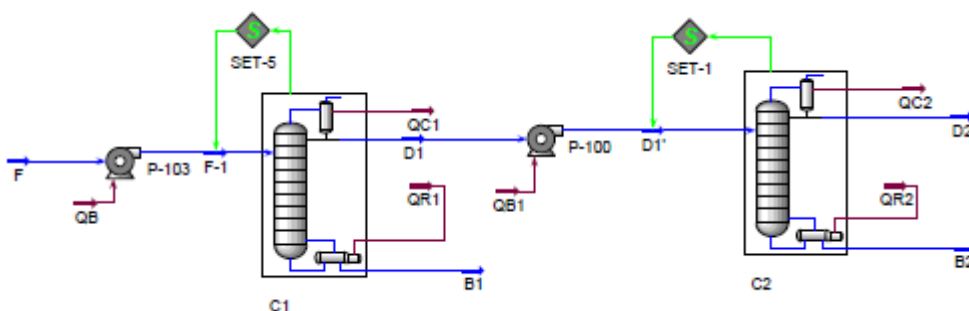 S
SET-5
S
SET-1
QC1
QC2
D1
D1'
D2
F
P-103
F-1
P-100
QB
QR1
QB1
QR2
B1
B2
C1
C2